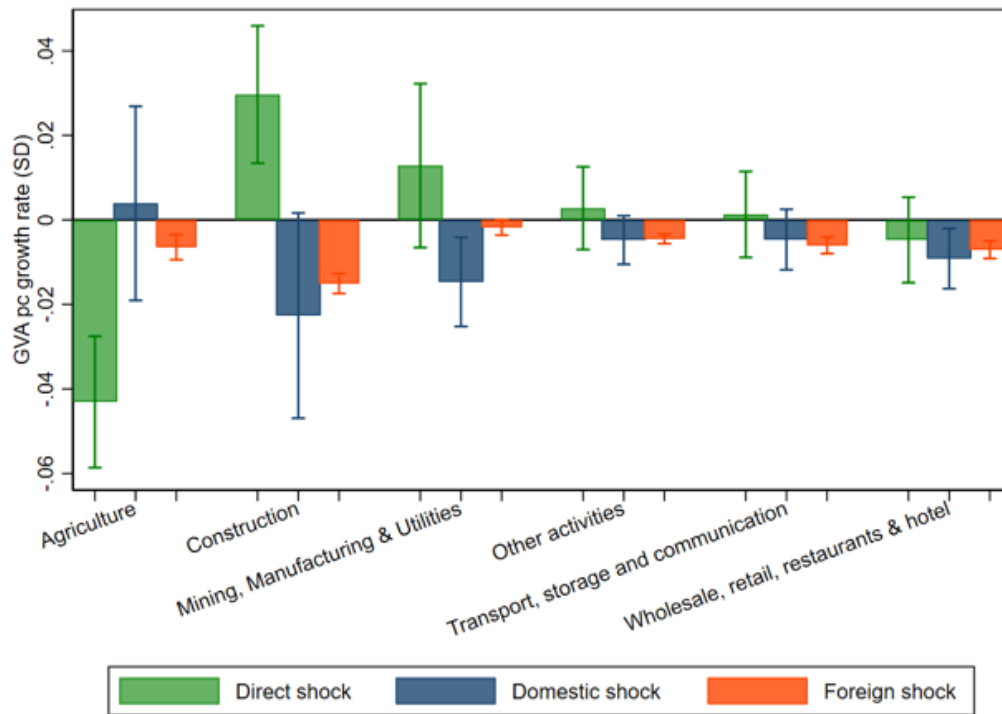 GVA pc growth rate (SD)
.04
.02
0
-.02
-.04
-.06
Agriculture
Construction
Mining, Manufacturing & Utilities
Other activities
Transport, storage and communication
Wholesale, retail, restaurants & hotel
Direct shock
Domestic shock
Foreign shock